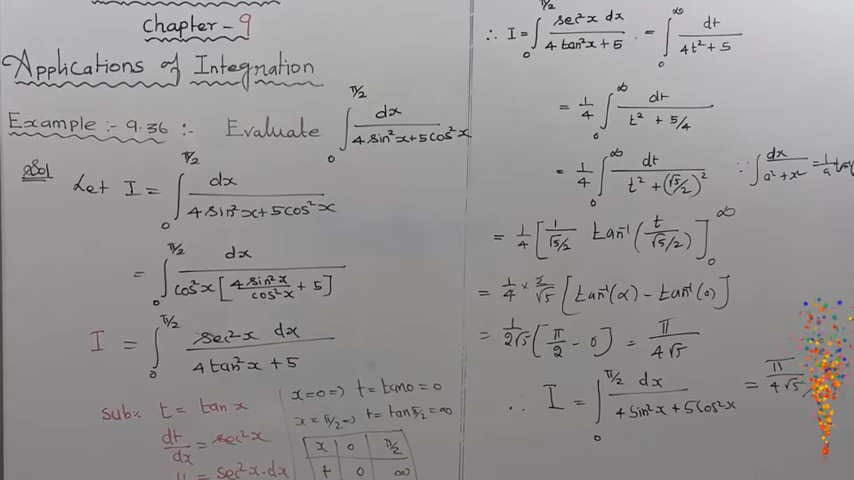 Chapter - 9
Applications of Integration
Example :- 9.36 :- Evaluate ∫₀^(π/2) dx / (4 sin²x + 5 cos²x)
Sol
Let I = ∫₀^(π/2) dx / (4 sin²x + 5 cos²x)
= ∫₀^(π/2) dx / (cos²x [4 sin²x / cos²x + 5])
I = ∫₀^(π/2) sec²x dx / (4 tan²x + 5)
Sub: t = tan x
dt/dx = sec²x
= sec²x · dx
x = 0 => t = tan 0 = 0
x = π/2 => t = tan π/2 = ∞
x | 0 | π/2
t | 0 | ∞
∴ I = ∫₀^(π/2) sec²x dx / (4 tan²x + 5) = ∫₀^∞ dt / (4t² + 5)
= 1/4 ∫₀^∞ dt / (t² + 5/4)
= 1/4 ∫₀^∞ dt / (t² + (√5/2)²) ∵ ∫ dx / (a² + x²) = 1/a
= 1/4 [1/(√5/2) tan⁻¹(t/(√5/2))]₀^∞
= 1/4 × 2/√5 [tan⁻¹(∝) - tan⁻¹(0)]
= 1/2√5 (π/2 - 0) = π/4√5
∴ I = ∫₀^(π/2) dx / (4 sin²x + 5 cos²x) = π/4√5